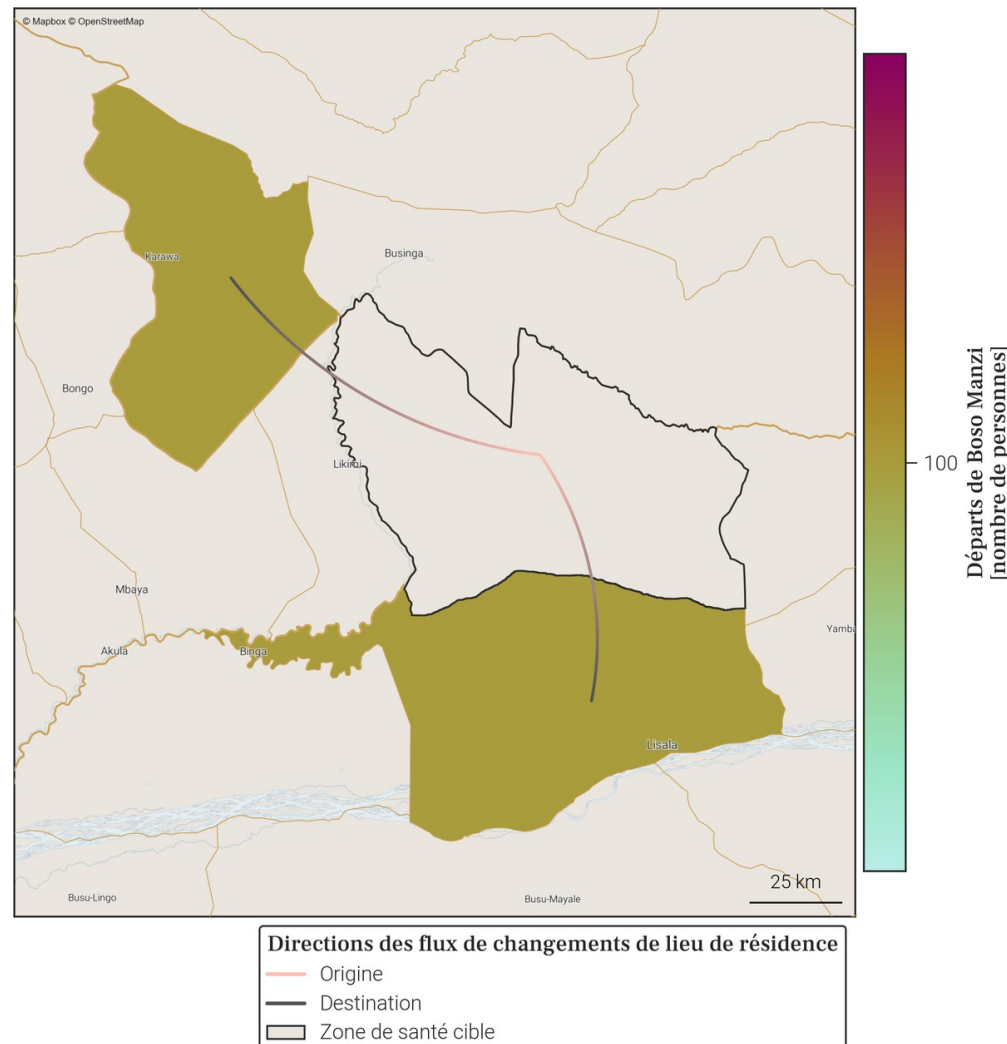 © Mapbox © OpenStreetMap
Karawa
Businga
Bongo
Likimi
Mbaya
Akula
Binga
Yamba
Lisala
Busu-Lingo
Busu-Mayale
25 km
100
Départs de Boso Manzi
[nombre de personnes]
Directions des flux de changements de lieu de résidence
Origine
Destination
Zone de santé cible